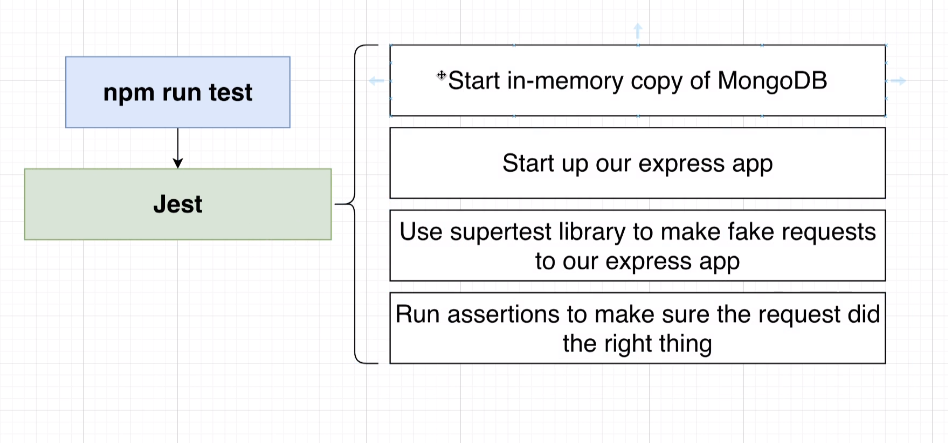 npm run test
Jest
Start in-memory copy of MongoDB
Start up our express app
Use supertest library to make fake requests
to our express app
Run assertions to make sure the request did
the right thing